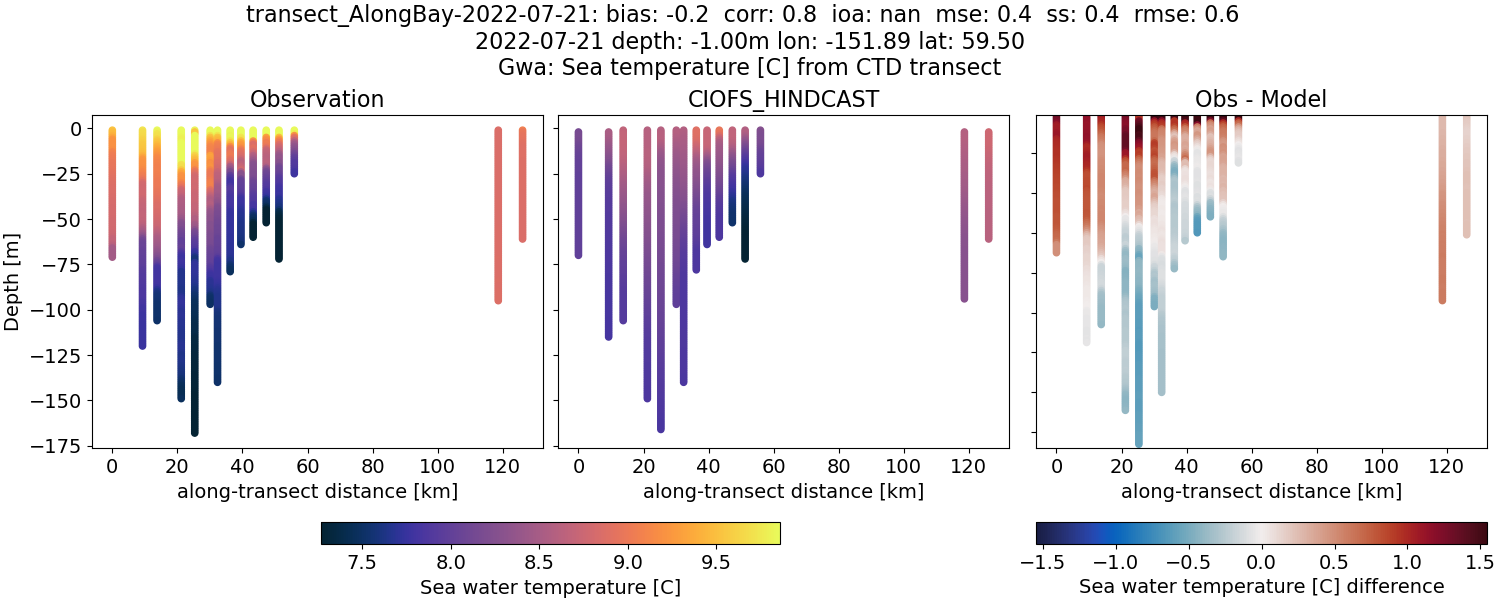 transect_AlongBay-2022-07-21: bias: -0.2  corr: 0.8  ioa: nan  mse: 0.4  ss: 0.4  rmse: 0.6
2022-07-21 depth: -1.00m lon: -151.89 lat: 59.50
Gwa: Sea temperature [C] from CTD transect
Observation
CIOFS_HINDCAST
Obs - Model
Depth [m]
0
−25
−50
−75
−100
−125
−150
−175
0 20 40 60 80 100 120
0 20 40 60 80 100 120
0 20 40 60 80 100 120
along-transect distance [km]
along-transect distance [km]
along-transect distance [km]
7.5 8.0 8.5 9.0 9.5
Sea water temperature [C]
−1.5 −1.0 −0.5 0.0 0.5 1.0 1.5
Sea water temperature [C] difference